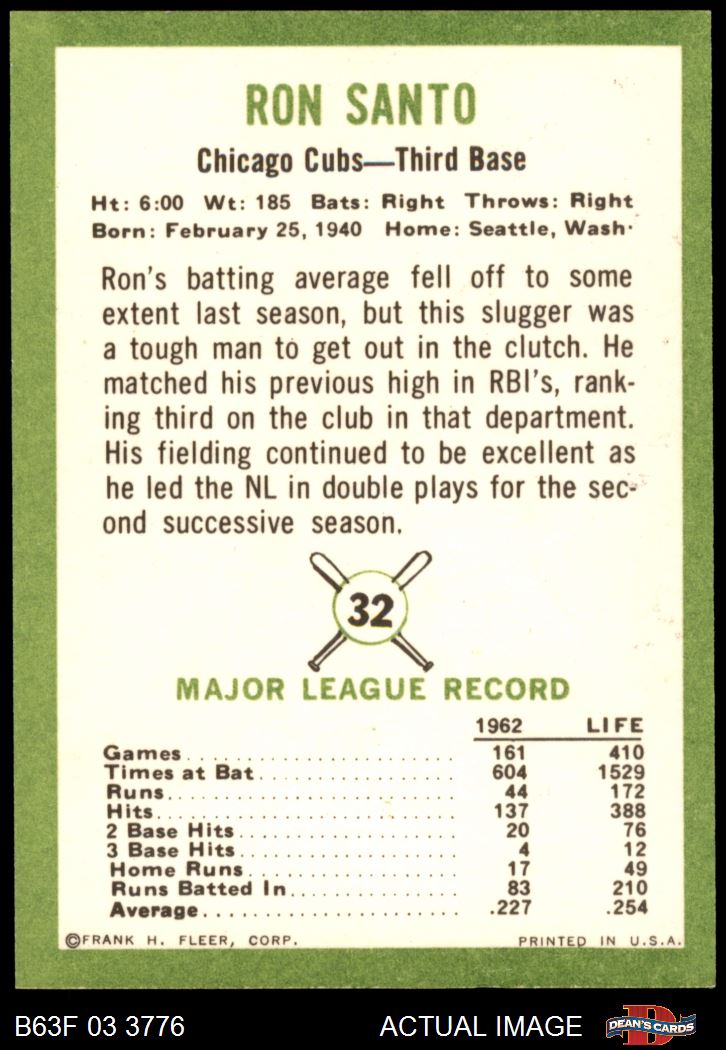 RON SANTO
Chicago Cubs—Third Base
Ht: 6:00 Wt: 185 Bats: Right Throws: Right
Born: February 25, 1940 Home: Seattle, Wash.
Ron's batting average fell off to some
extent last season, but this slugger was
a tough man to get out in the clutch. He
matched his previous high in RBI's, rank-
ing third on the club in that department.
His fielding continued to be excellent as
he led the NL in double plays for the sec-
ond successive season.
32
MAJOR LEAGUE RECORD
1962 LIFE
Games 161 410
Times at Bat 604 1529
Runs 44 172
Hits 137 388
2 Base Hits 20 76
3 Base Hits 4 12
Home Runs 17 49
Runs Batted In 83 210
Average .227 .254
©FRANK H. FLEER, CORP. PRINTED IN U.S.A.
B63F 03 3776 ACTUAL IMAGE D DEAN'S CARDS